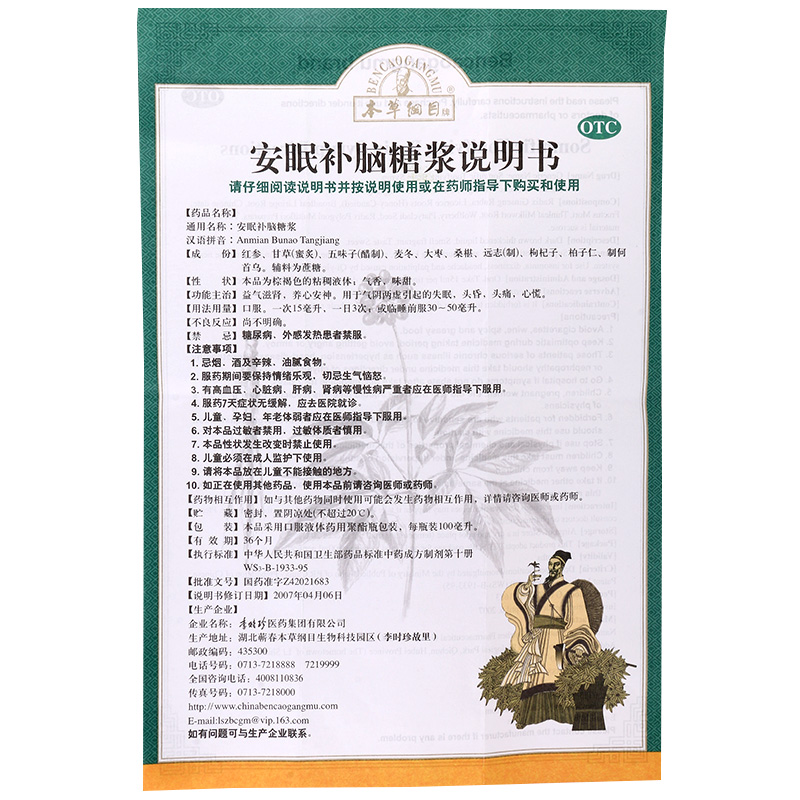 BENCAOGANGMU
本草纲目牌
®
OTC
安眠补脑糖浆说明书
请仔细阅读说明书并按说明使用或在药师指导下购买和使用
【药品名称】
通用名称：安眠补脑糖浆
汉语拼音：Anmian Bunao Tangjiang
【成 份】红参、甘草(蜜炙)、五味子(醋制)、麦冬、大枣、桑椹、远志(制)、枸杞子、柏子仁、制何
首乌。辅料为蔗糖。
【性 状】本品为棕褐色的粘稠液体；气香，味甜。
【功能主治】益气滋肾，养心安神。用于气阴两虚引起的失眠，头昏，头痛，心慌。
【用法用量】口服。一次15毫升，一日3次；或临睡前服30～50毫升。
【不良反应】尚不明确。
【禁 忌】糖尿病、外感发热患者禁服。
【注意事项】
1. 忌烟、酒及辛辣、油腻食物。
2. 服药期间要保持情绪乐观，切忌生气恼怒。
3. 有高血压、心脏病、肝病、肾病等慢性病严重者应在医师指导下服用。
4. 服药7天症状无缓解，应去医院就诊。
5. 儿童、孕妇、年老体弱者应在医师指导下服用。
6. 对本品过敏者禁用，过敏体质者慎用。
7. 本品性状发生改变时禁止使用。
8. 儿童必须在成人监护下使用。
9. 请将本品放在儿童不能接触的地方。
10. 如正在使用其他药品，使用本品前请咨询医师或药师。
【药物相互作用】如与其他药物同时使用可能会发生药物相互作用，详情请咨询医师或药师。
【贮 藏】密封，置阴凉处(不超过20℃)。
【包 装】本品采用口服液体药用聚酯瓶包装，每瓶装100毫升。
【有 效 期】36个月
【执行标准】中华人民共和国卫生部药品标准中药成方制剂第十册
WS₃-B-1933-95
【批准文号】国药准字Z42021683
【说明书修订日期】2007年04月06日
【生产企业】
企业名称：李时珍医药集团有限公司
生产地址：湖北蕲春本草纲目生物科技园区（李时珍故里）
邮政编码：435300
电话号码：0713-7218888 7219999
全国咨询电话：4008110836
传真号码：0713-7218000
http://www.chinabencaogangmu.com
E-mail:lszbcgm@vip.163.com
如有问题可与生产企业联系。